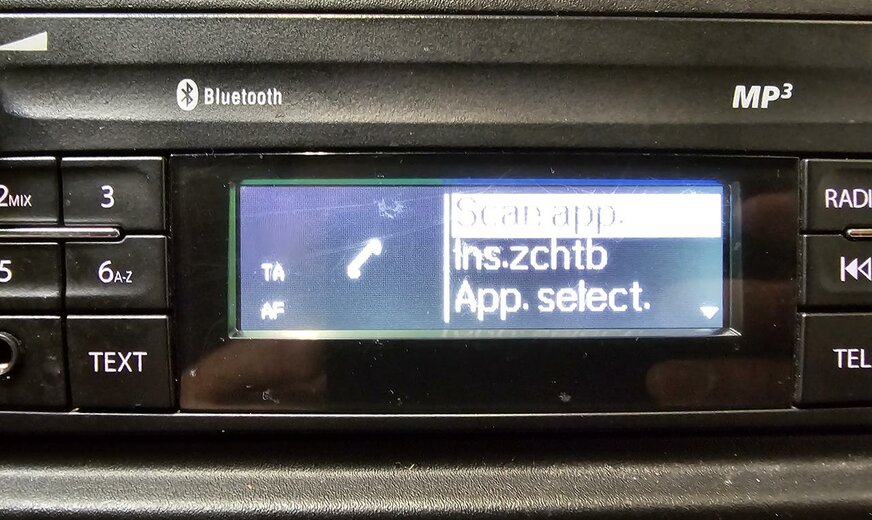 Bluetooth
MP3
2MIX
3
RADI
Scan app.
Ins.zchtb
TA
5
6A-Z
AF
App. select.
TEXT
TEL